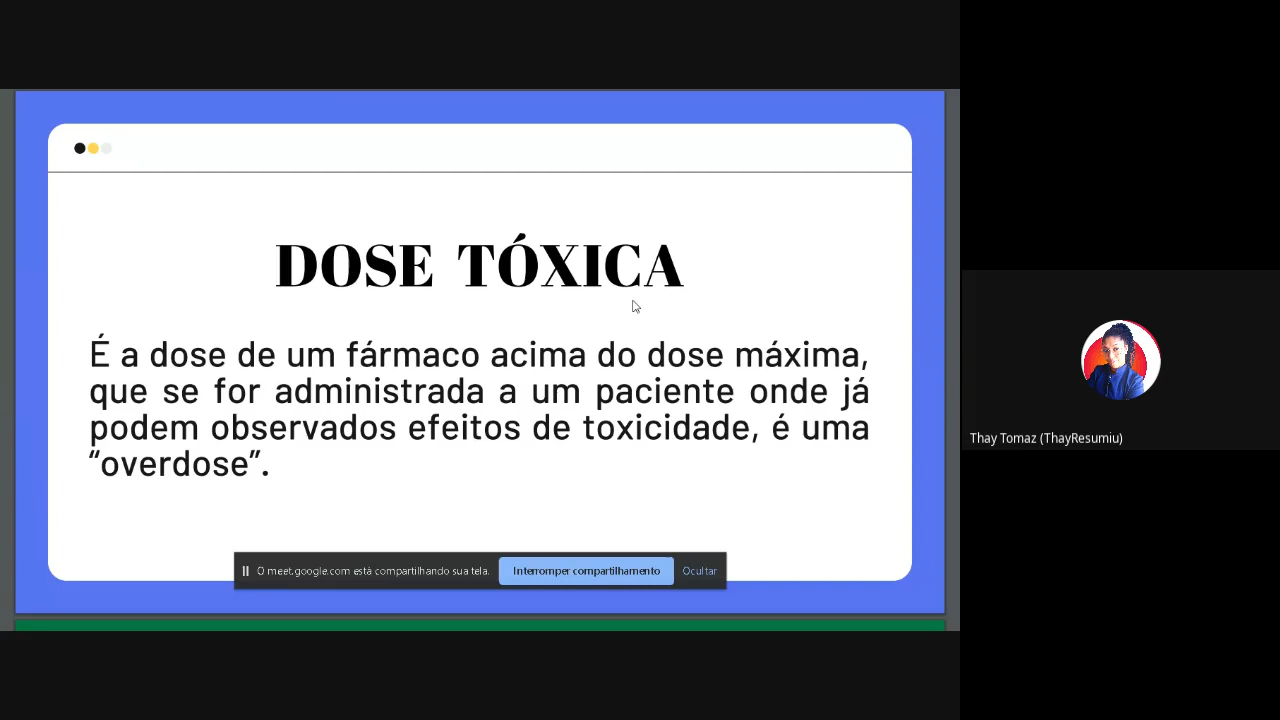 DOSE TÓXICA
É a dose de um fármaco acima do dose máxima,
que se for administrada a um paciente onde já
podem observados efeitos de toxicidade, é uma
“overdose”.
O meet.google.com está compartilhando sua tela.
Interromper compartilhamento
Ocultar
Thay Tomaz (ThayResumiu)